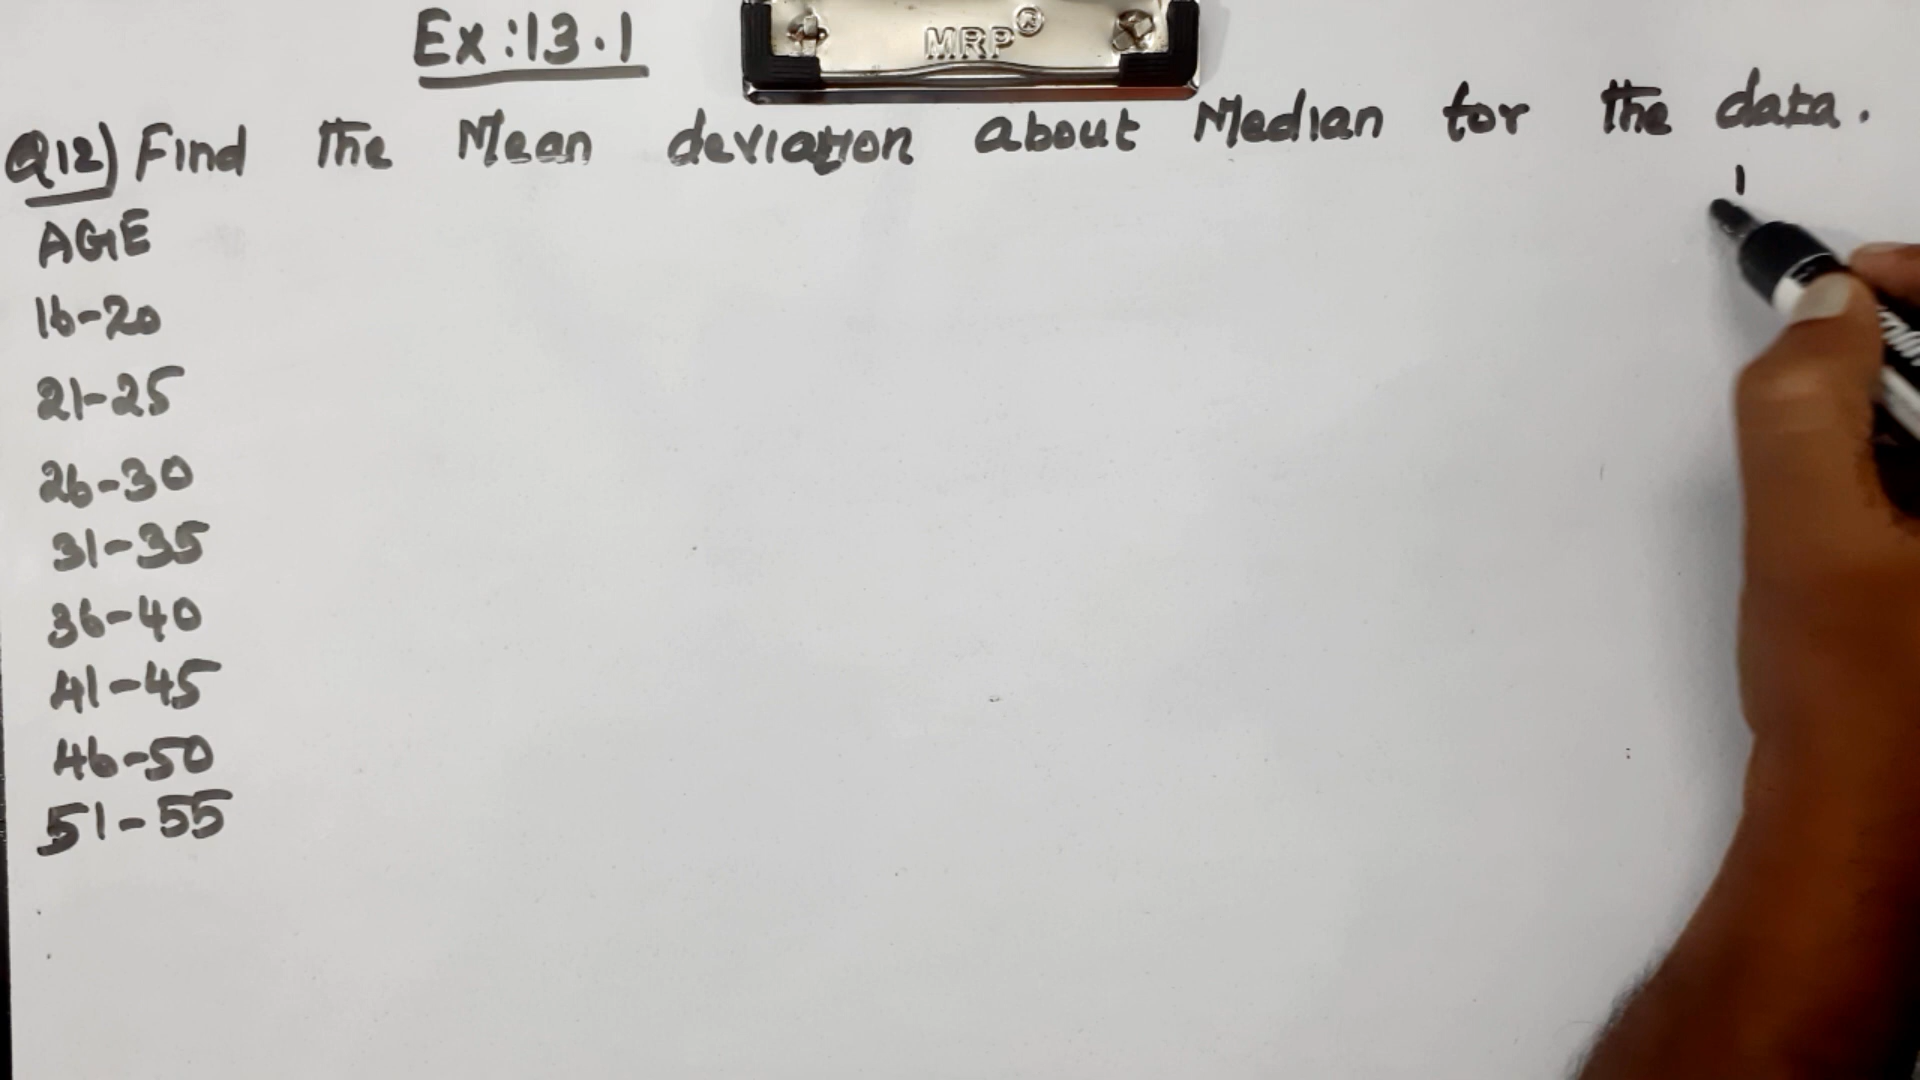 Ex:13.1
MRP®
Q12) Find the Mean deviation about Median for the data.
AGE
16-20
21-25
26-30
31-35
36-40
41-45
46-50
51-55